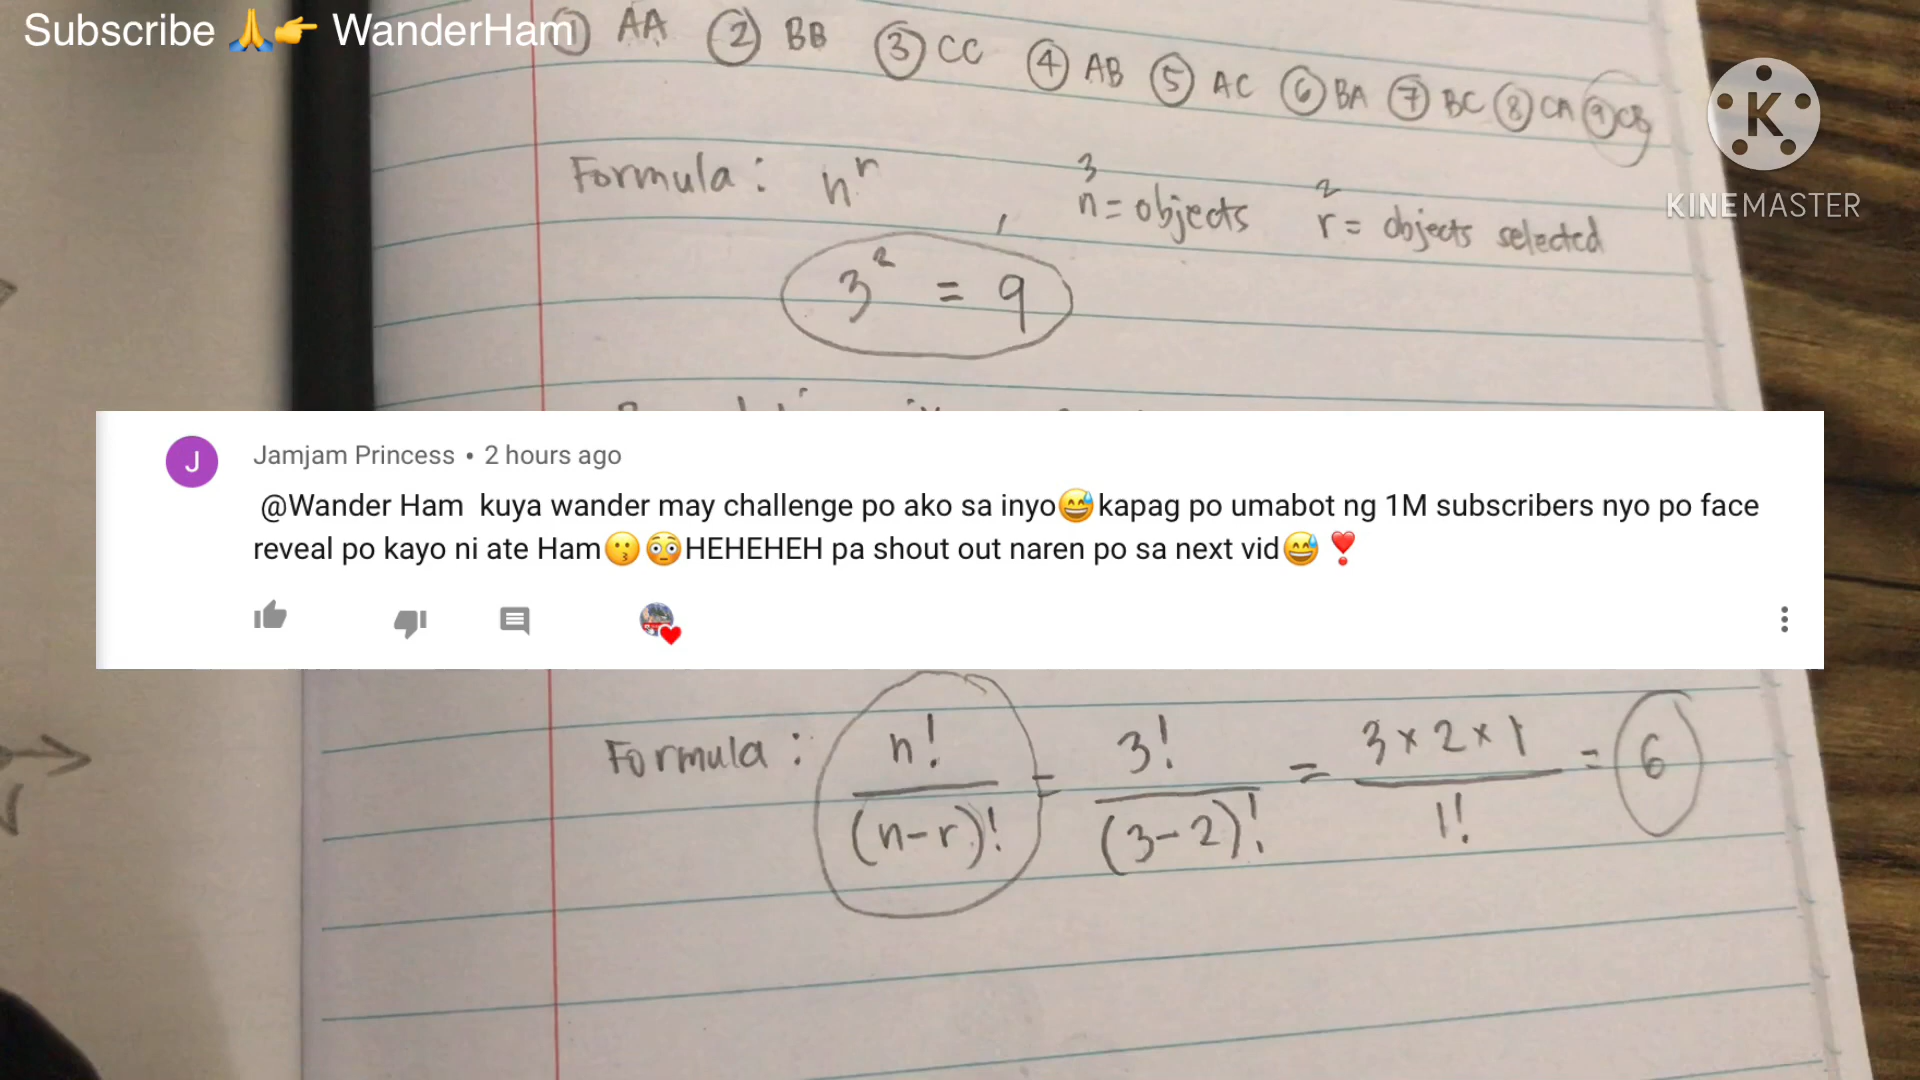 Subscribe 🙏👉 WanderHam
① AA ② BB ③ CC ④ AB ⑤ AC ⑥ BA ⑦ BC ⑧ CA ⑨ CB
K
KINEMASTER
Formula : n^r , n = objects r = objects selected
3 2
3² = 9
J
Jamjam Princess • 2 hours ago
@Wander Ham kuya wander may challenge po ako sa inyo😅kapag po umabot ng 1M subscribers nyo po face
reveal po kayo ni ate Ham😗😳HEHEHEH pa shout out naren po sa next vid😅❣️
Formula : n! / (n-r)! = 3! / (3-2)! = 3 x 2 x 1 / 1! = 6